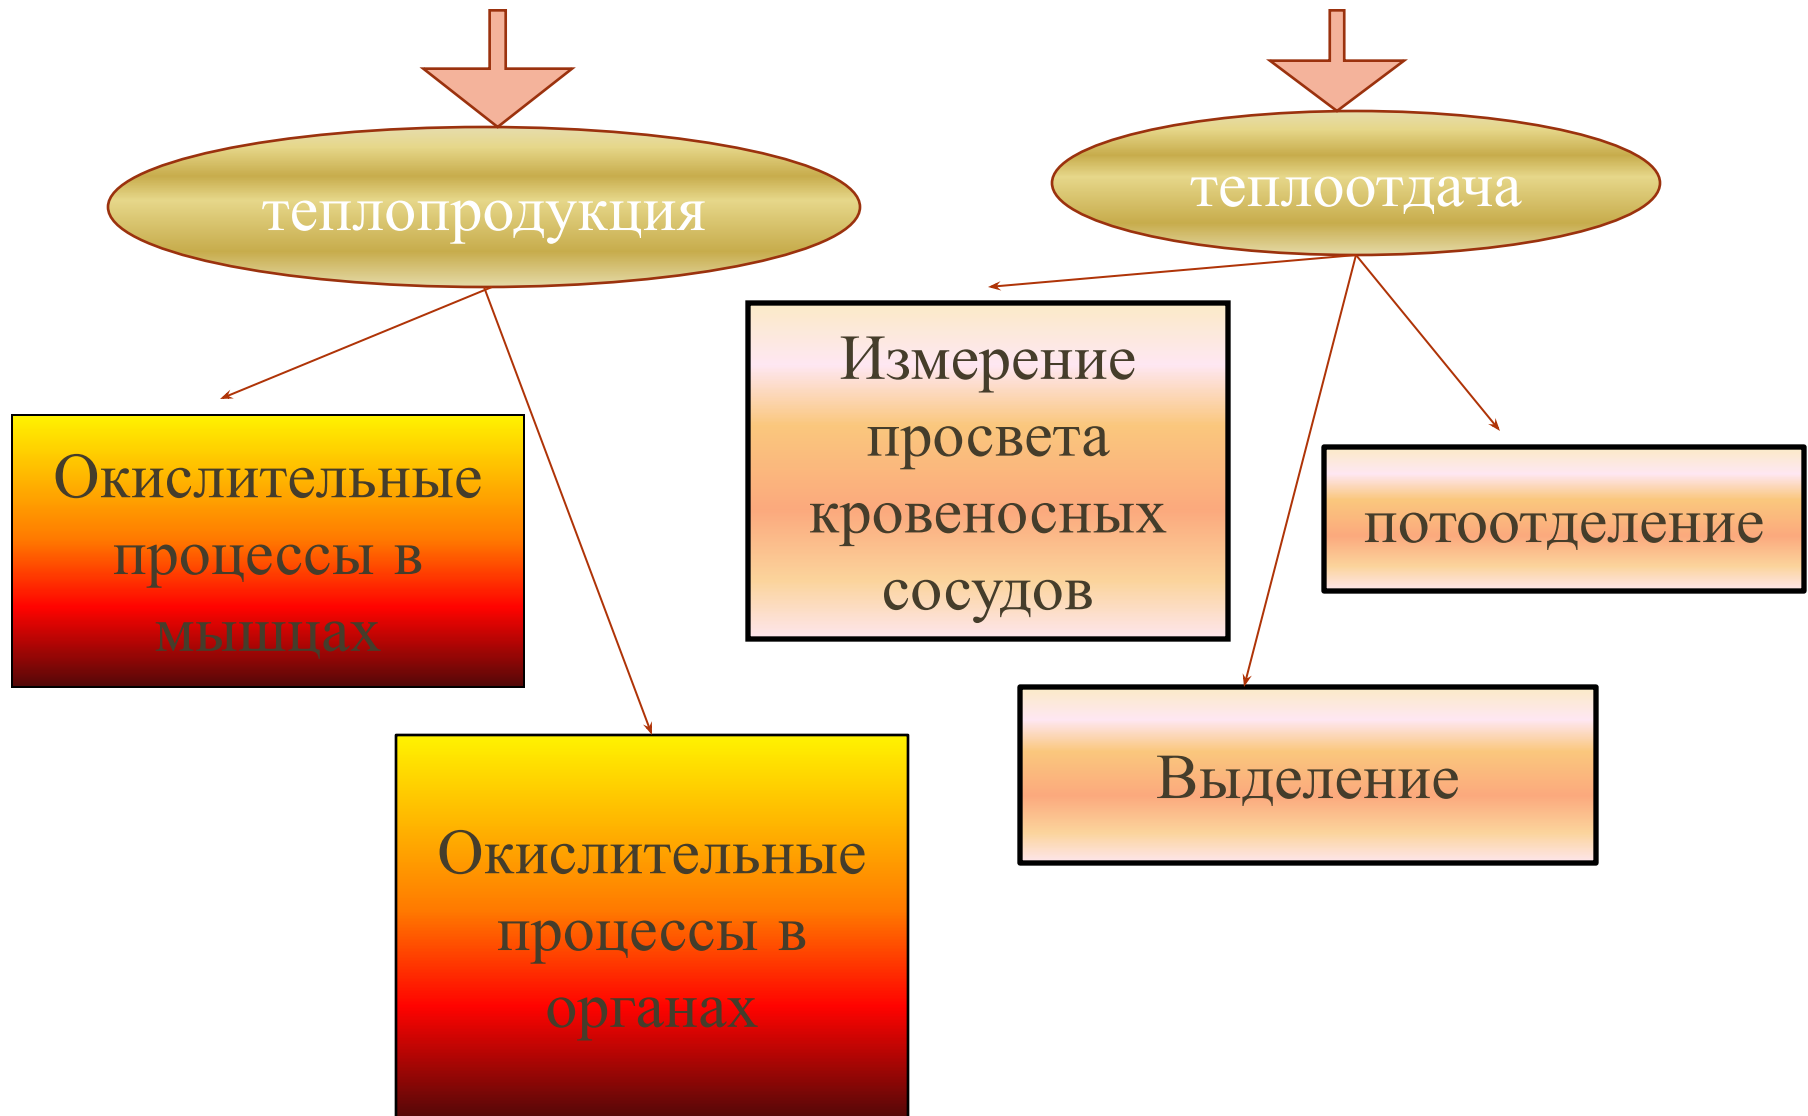 теплопродукция
теплоотдача
Окислительные
процессы в
мышцах
Окислительные
процессы в
органах
Измерение
просвета
кровеносных
сосудов
потоотделение
Выделение